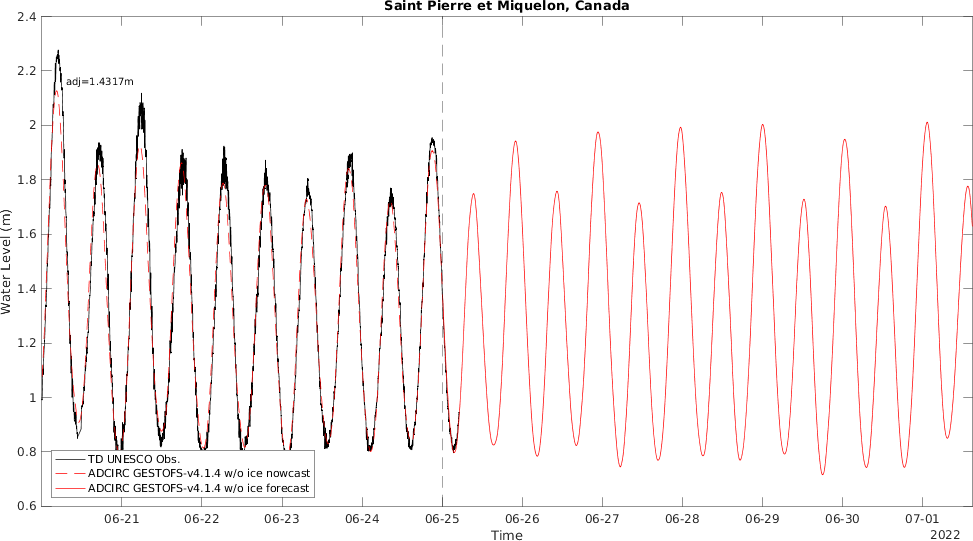 Saint Pierre et Miquelon, Canada
2.4
2.2
2
1.8
1.6
1.4
1.2
1
0.8
0.6
Water Level (m)
adj=1.4317m
TD UNESCO Obs.
ADCIRC GESTOFS-v4.1.4 w/o ice nowcast
ADCIRC GESTOFS-v4.1.4 w/o ice forecast
06-21 06-22 06-23 06-24 06-25 06-26 06-27 06-28 06-29 06-30 07-01
Time
2022